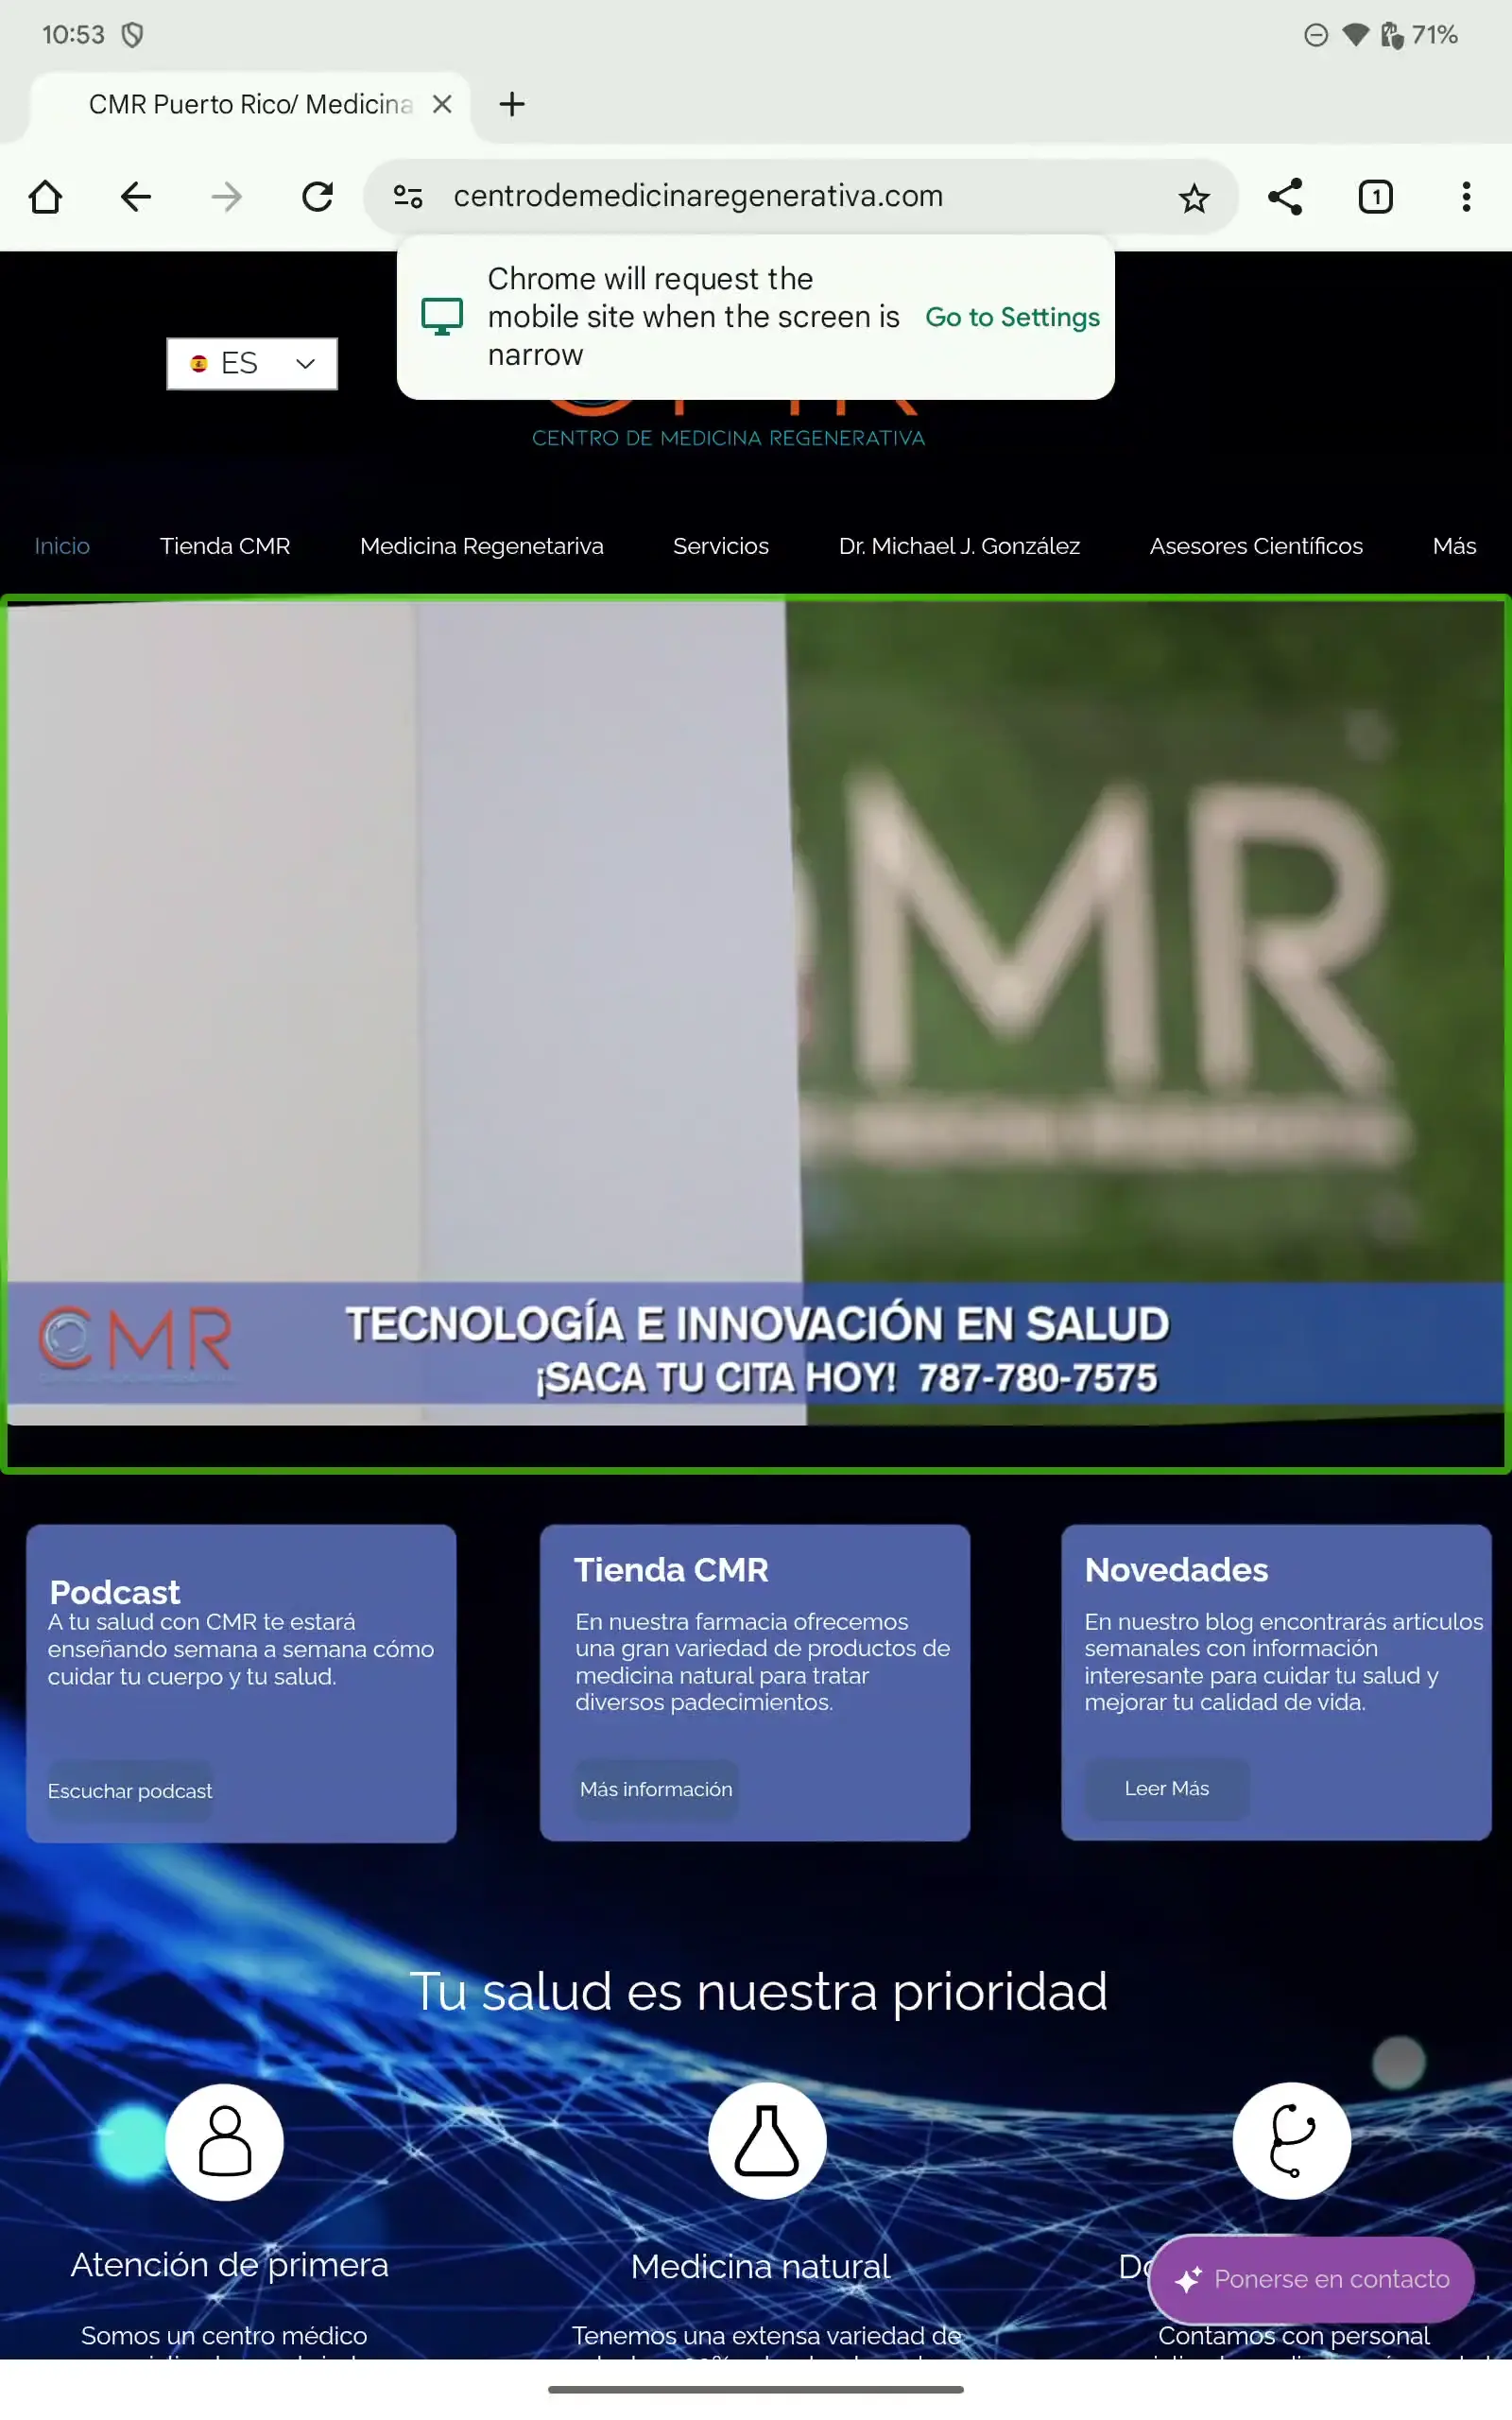 10:53
71%
CMR Puerto Rico/ Medicina
centrodemedicinaregenerativa.com
1
Chrome will request the
mobile site when the screen is
narrow
Go to Settings
ES
CENTRO DE MEDICINA REGENERATIVA
Inicio
Tienda CMR
Medicina Regenetariva
Servicios
Dr. Michael J. González
Asesores Científicos
Más
MR
CMR
TECNOLOGÍA E INNOVACIÓN EN SALUD
¡SACA TU CITA HOY! 787-780-7575
Podcast
A tu salud con CMR te estará
enseñando semana a semana cómo
cuidar tu cuerpo y tu salud.
Escuchar podcast
Tienda CMR
En nuestra farmacia ofrecemos
una gran variedad de productos de
medicina natural para tratar
diversos padecimientos.
Más información
Novedades
En nuestro blog encontrarás artículos
semanales con información
interesante para cuidar tu salud y
mejorar tu calidad de vida.
Leer Más
Tu salud es nuestra prioridad
Atención de primera
Somos un centro médico
Medicina natural
Tenemos una extensa variedad de
Ponerse en contacto
Contamos con personal